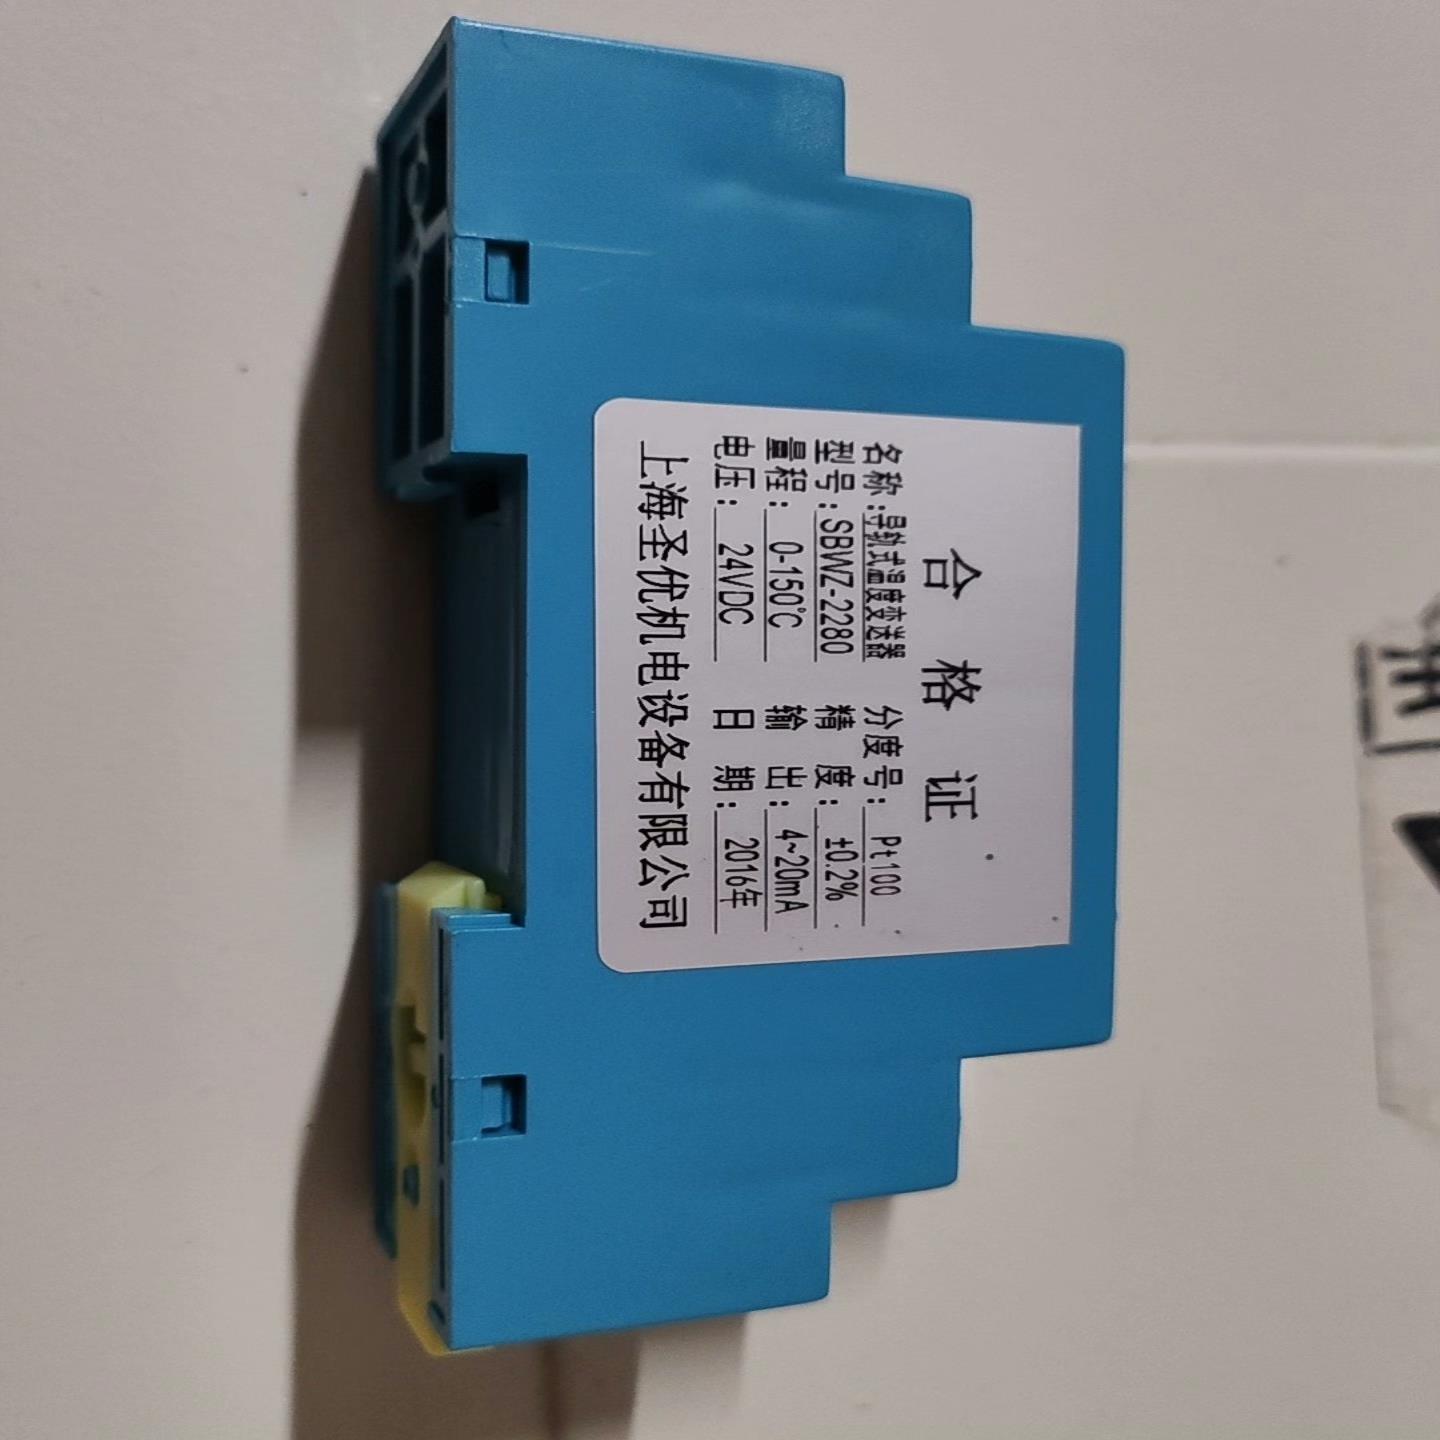 合格证
名称：导轨式温度变送器 分度号：Pt100
型号：SBWZ-2280 精度：±0.2%
量程：0-150℃ 输出：4~20mA
电压：24VDC 日期：2016年
上海圣优机电设备有限公司